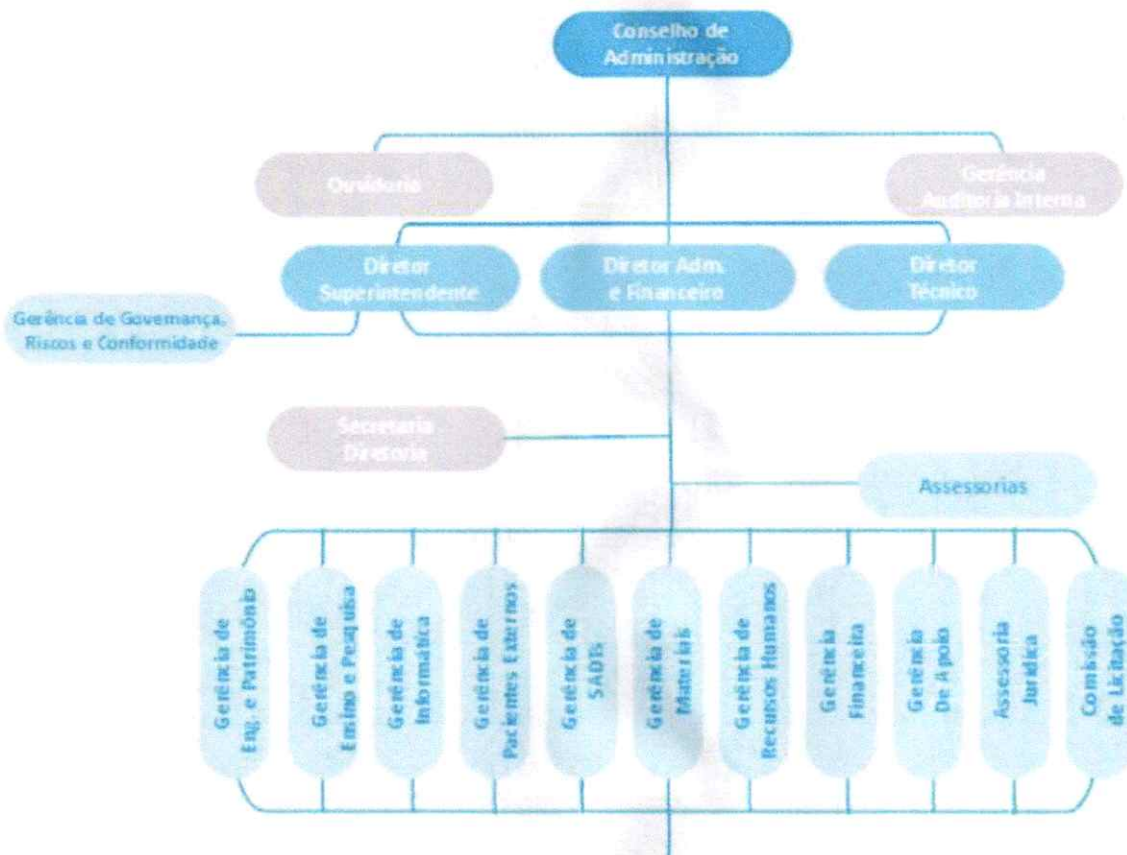 Conselho de
Administração
Ouvidoria
Gerência
Auditoria Interna
Diretor
Superintendente
Diretor Adm.
e Financeiro
Diretor
Técnico
Gerência de Governança,
Riscos e Conformidade
Secretaria
Diretoria
Assessorias
Gerência de
Eng. e Patrimônio
Gerência de
Ensino e Pesquisa
Gerência de
Informática
Gerência de
Pacientes Externos
Gerência de
SADTs
Gerência de
Materiais
Gerência de
Recursos Humanos
Gerência
Financeira
Gerência
De Apoio
Assessoria
Jurídica
Comissão
de Licitação